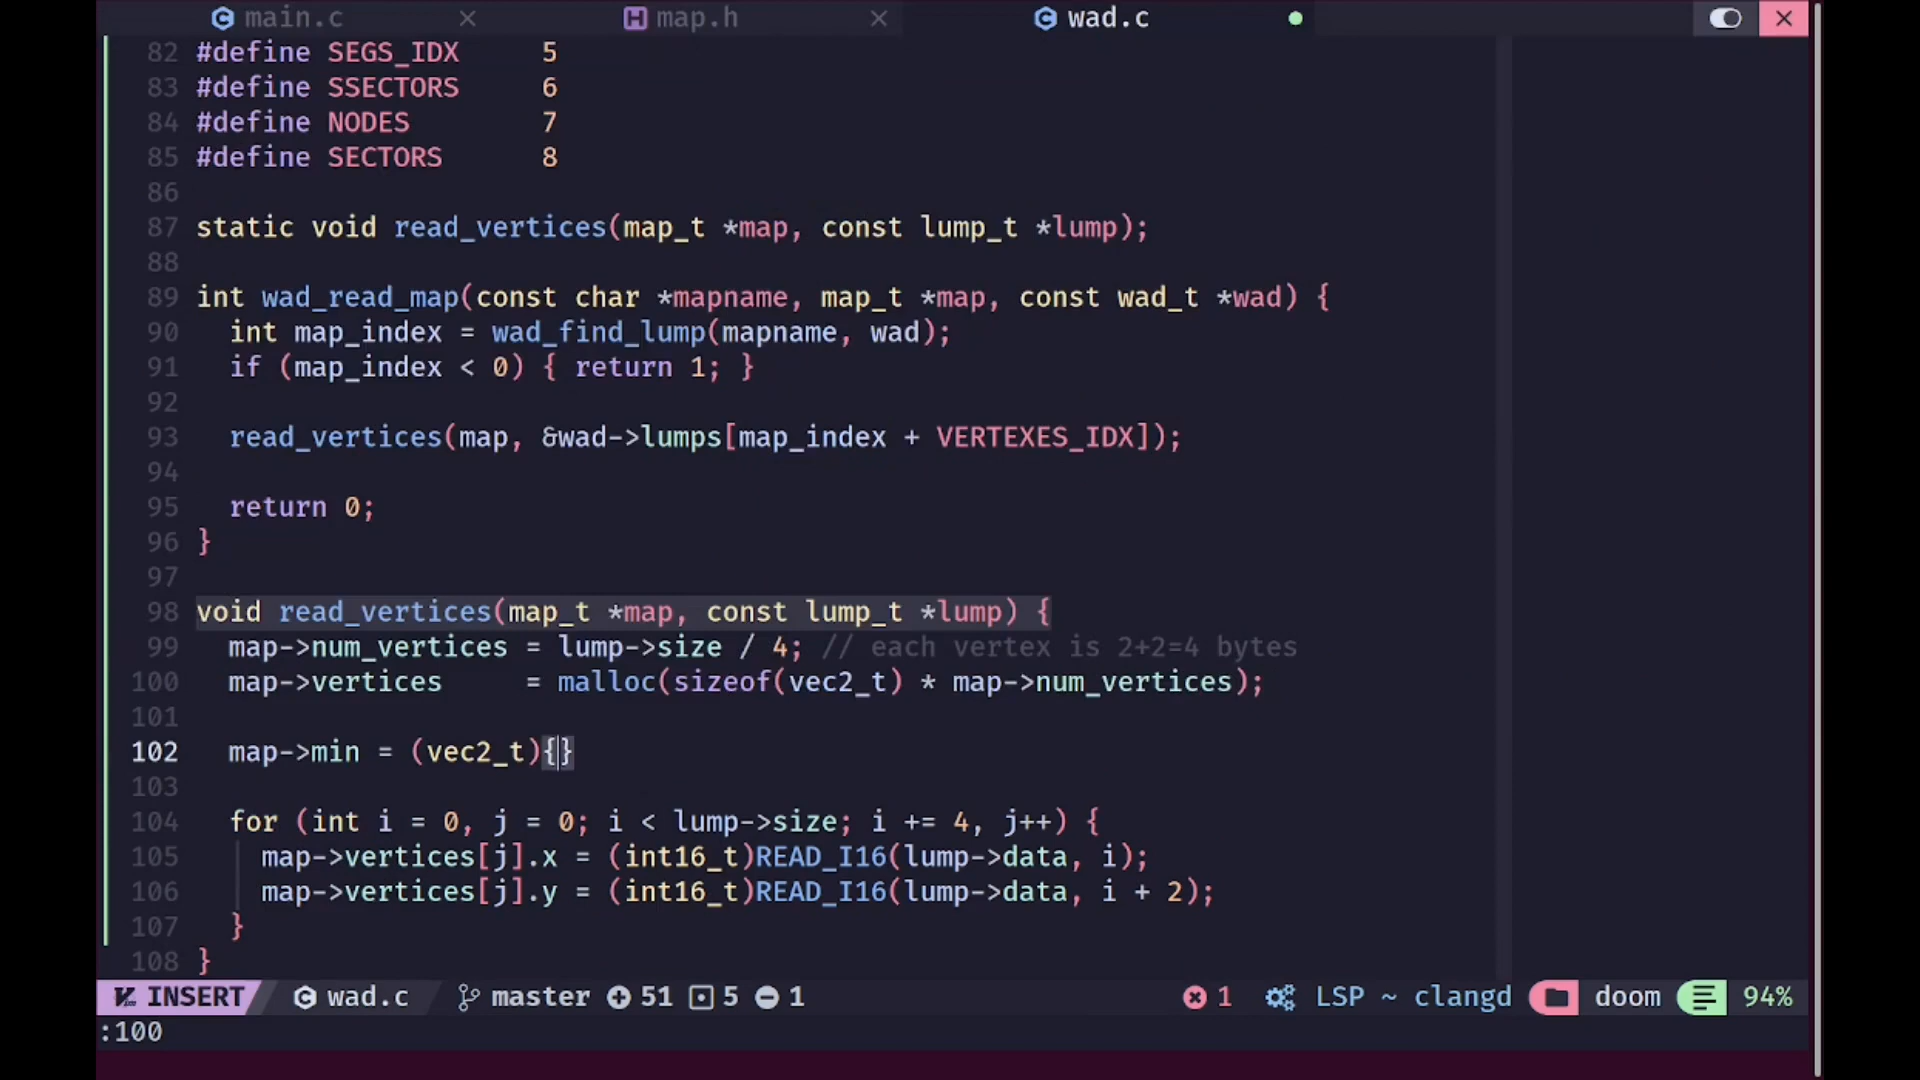 main.c × map.h × wad.c ×
82 #define SEGS_IDX     5
83 #define SSECTORS     6
84 #define NODES        7
85 #define SECTORS      8
86
87 static void read_vertices(map_t *map, const lump_t *lump);
88
89 int wad_read_map(const char *mapname, map_t *map, const wad_t *wad) {
90   int map_index = wad_find_lump(mapname, wad);
91   if (map_index < 0) { return 1; }
92
93   read_vertices(map, &wad->lumps[map_index + VERTEXES_IDX]);
94
95   return 0;
96 }
97
98 void read_vertices(map_t *map, const lump_t *lump) {
99   map->num_vertices = lump->size / 4; // each vertex is 2+2=4 bytes
100   map->vertices     = malloc(sizeof(vec2_t) * map->num_vertices);
101
102   map->min = (vec2_t){}
103
104   for (int i = 0, j = 0; i < lump->size; i += 4, j++) {
105     map->vertices[j].x = (int16_t)READ_I16(lump->data, i);
106     map->vertices[j].y = (int16_t)READ_I16(lump->data, i + 2);
107   }
108 }
INSERT wad.c master 51 5 1 1 LSP ~ clangd doom 94%
:100